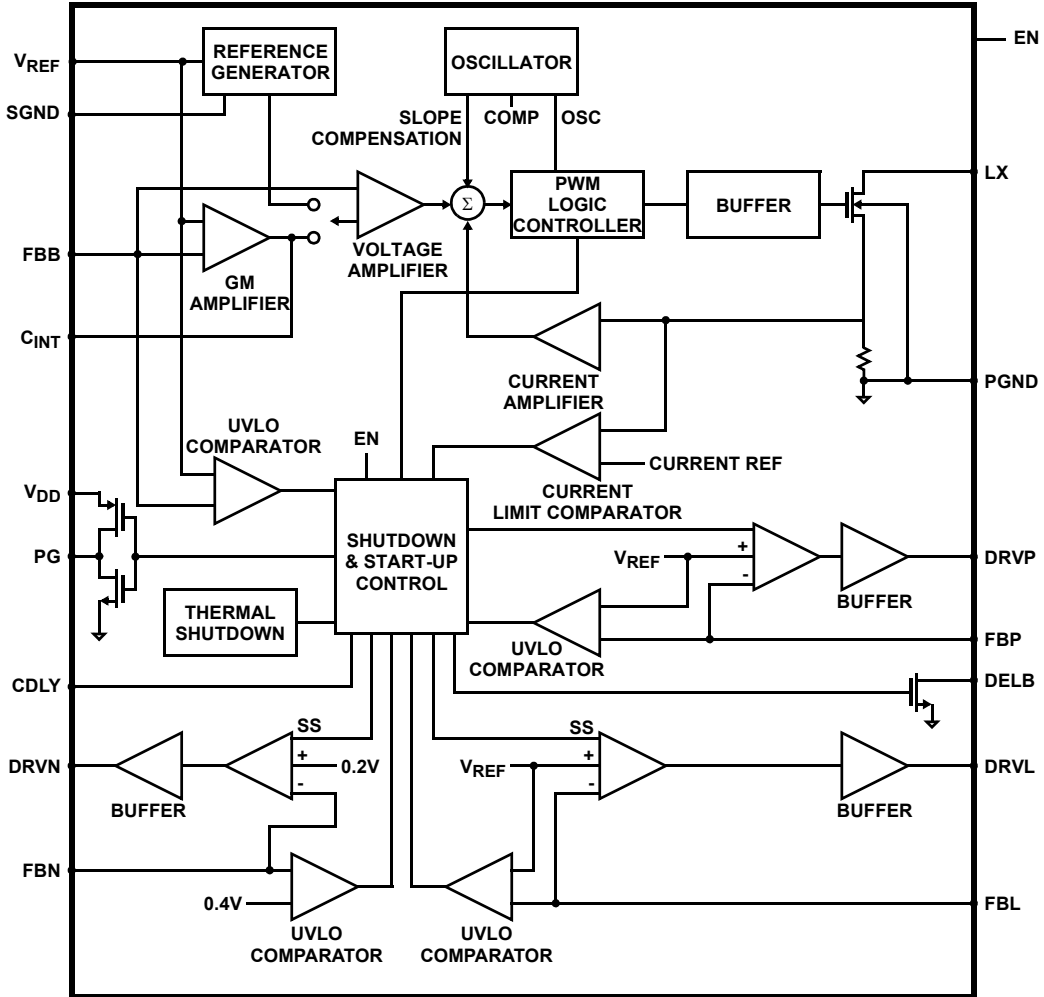 EN
VREF
REFERENCE
GENERATOR
OSCILLATOR
SGND
SLOPE
COMPENSATION
COMP
OSC
LX
PWM
LOGIC
CONTROLLER
BUFFER
Σ
VOLTAGE
AMPLIFIER
FBB
GM
AMPLIFIER
CINT
CURRENT
AMPLIFIER
PGND
UVLO
COMPARATOR
EN
CURRENT REF
CURRENT
LIMIT COMPARATOR
VDD
PG
SHUTDOWN
& START-UP
CONTROL
VREF
+
-
BUFFER
DRVP
THERMAL
SHUTDOWN
UVLO
COMPARATOR
FBP
CDLY
DELB
SS
+
-
0.2V
DRVN
BUFFER
SS
VREF
+
-
BUFFER
DRVL
FBN
0.4V
UVLO
COMPARATOR
UVLO
COMPARATOR
FBL